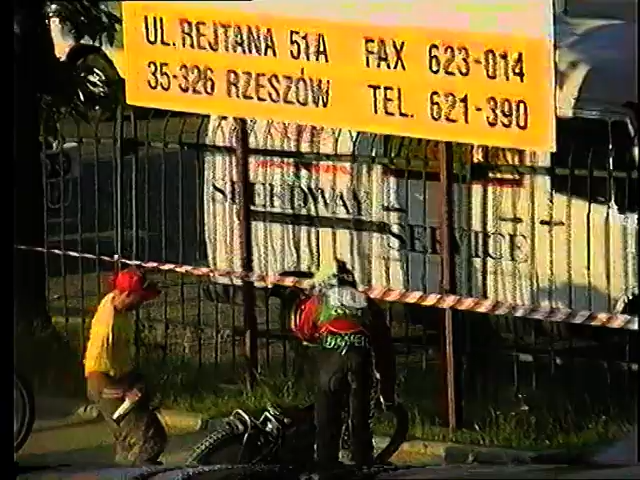 UL. REJTANA 51A FAX 623-014
35-326 RZESZÓW TEL. 621-390
SPEEDWAY
SERVICE